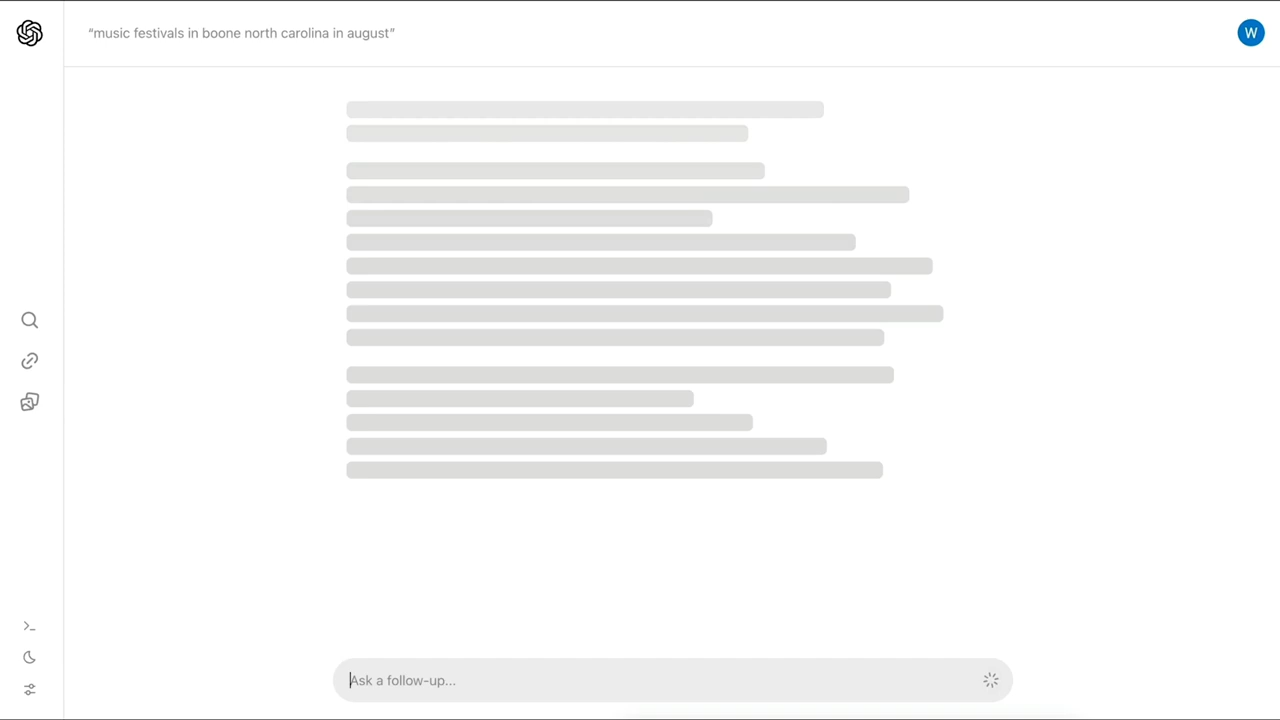 “music festivals in boone north carolina in august”
W
Ask a follow-up...